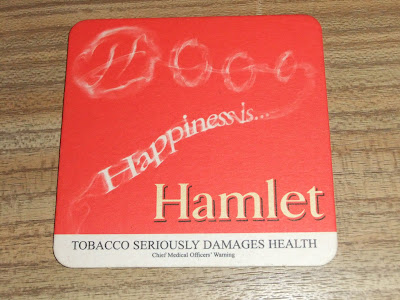 Happiness is...
Hamlet
TOBACCO SERIOUSLY DAMAGES HEALTH
Chief Medical Officers' Warning